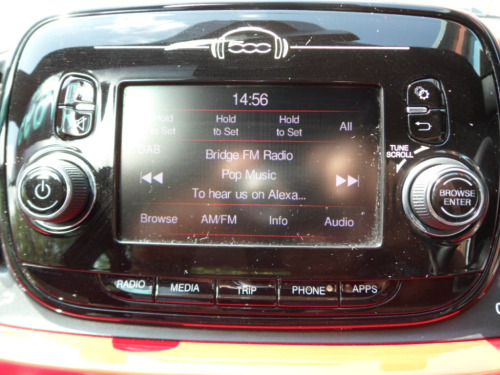 500
14:56
Hold to Set
Hold to Set
Hold to Set
All
DAB
Bridge FM Radio
Pop Music
To hear us on Alexa...
Browse
AM/FM
Info
Audio
TUNE
SCROLL
BROWSE
ENTER
RADIO
MEDIA
TRIP
PHONE
APPS